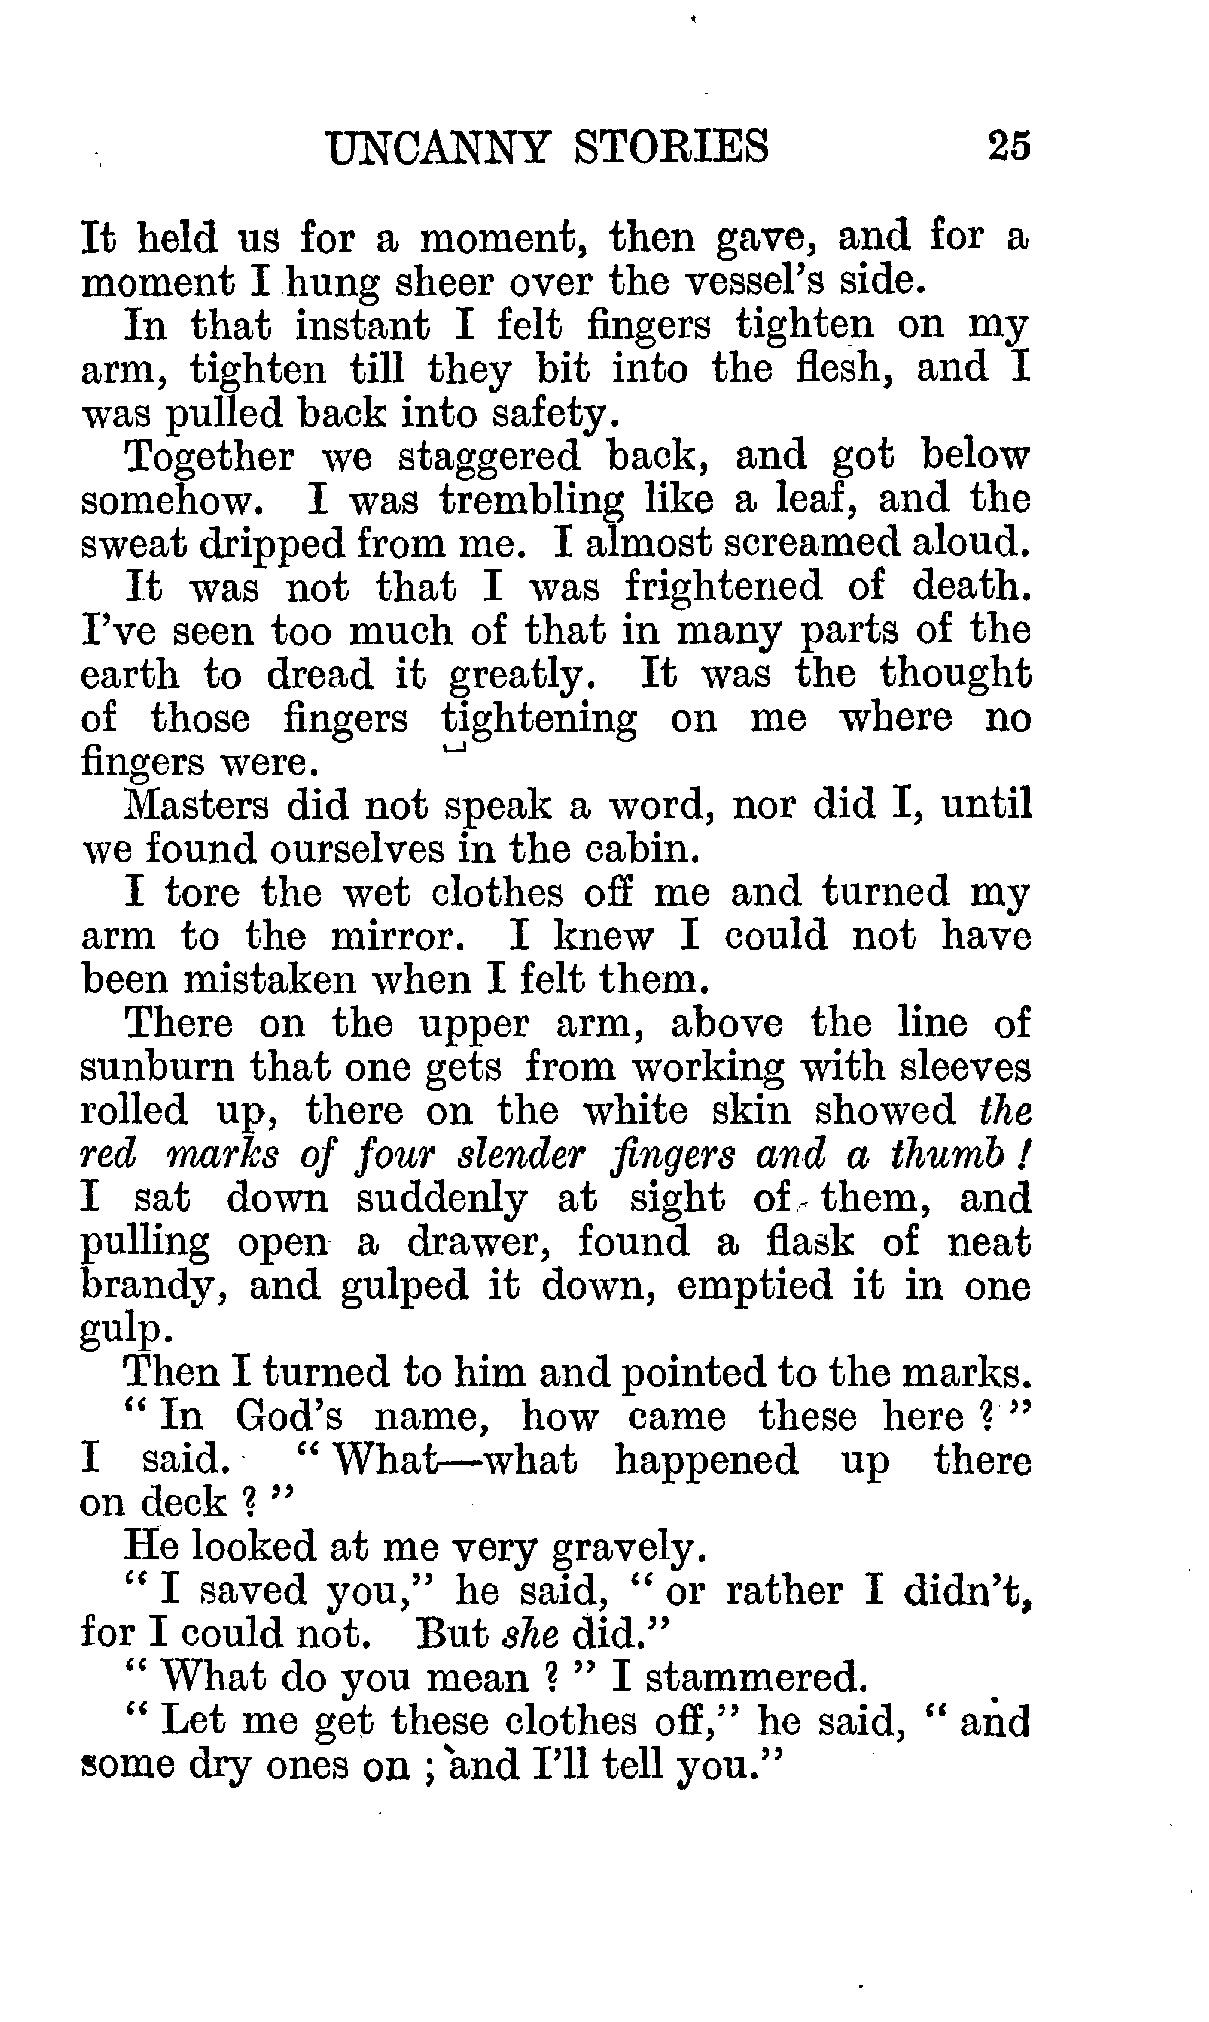 UNCANNY STORIES 25
It held us for a moment, then gave, and for a
moment I hung sheer over the vessel's side.
In that instant I felt fingers tighten on my
arm, tighten till they bit into the flesh, and I
was pulled back into safety.
Together we staggered back, and got below
somehow. I was trembling like a leaf, and the
sweat dripped from me. I almost screamed aloud.
It was not that I was frightened of death.
I've seen too much of that in many parts of the
earth to dread it greatly. It was the thought
of those fingers tightening on me where no
fingers were.
Masters did not speak a word, nor did I, until
we found ourselves in the cabin.
I tore the wet clothes off me and turned my
arm to the mirror. I knew I could not have
been mistaken when I felt them.
There on the upper arm, above the line of
sunburn that one gets from working with sleeves
rolled up, there on the white skin showed the
red marks of four slender fingers and a thumb !
I sat down suddenly at sight of them, and
pulling open a drawer, found a flask of neat
brandy, and gulped it down, emptied it in one
gulp.
Then I turned to him and pointed to the marks.
" In God's name, how came these here ? "
I said. " What—what happened up there
on deck ? "
He looked at me very gravely.
" I saved you," he said, " or rather I didn't,
for I could not. But she did."
" What do you mean ? " I stammered.
" Let me get these clothes off," he said, " and
some dry ones on ; and I'll tell you."